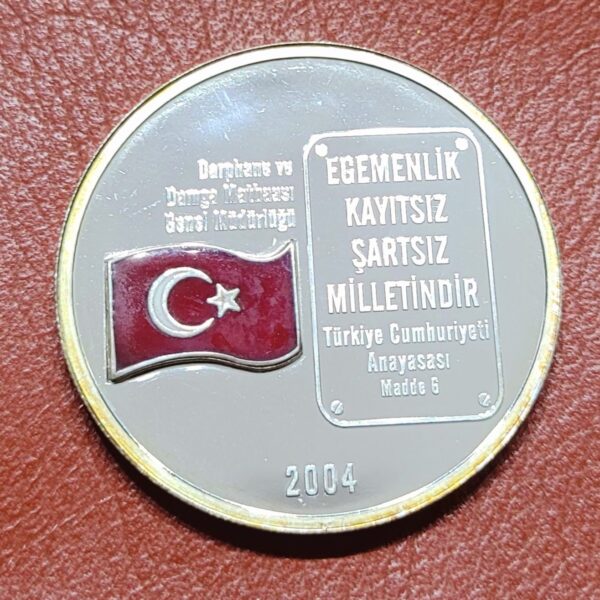 Darphane ve
Damga Matbaası
Genel Müdürlüğü
EGEMENLİK
KAYITSIZ
ŞARTSIZ
MİLLETİNDİR
Türkiye Cumhuriyeti
Anayasası
Madde 6
2004